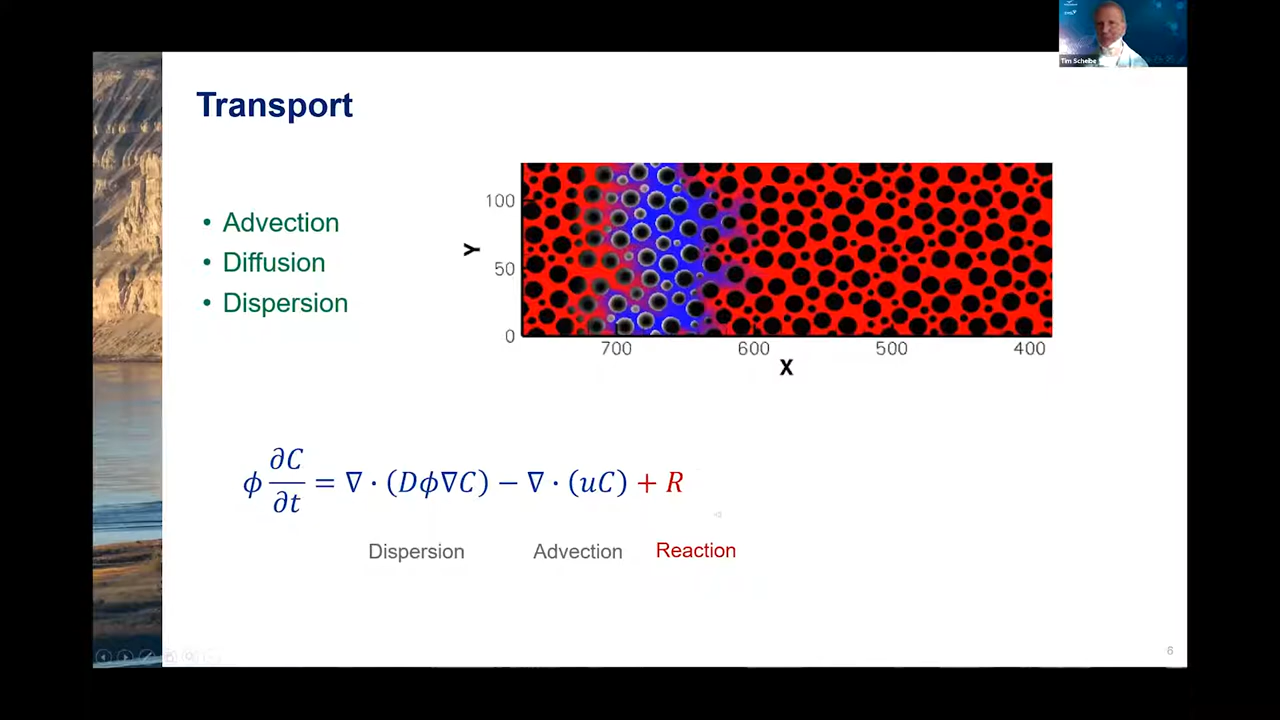 Tim Scheibe
Transport
• Advection
• Diffusion
• Dispersion
100
50
0
Y
700 600 500 400
X
ϕ ∂C/∂t = ∇ · (Dϕ∇C) − ∇ · (uC) + R
Dispersion Advection Reaction
6